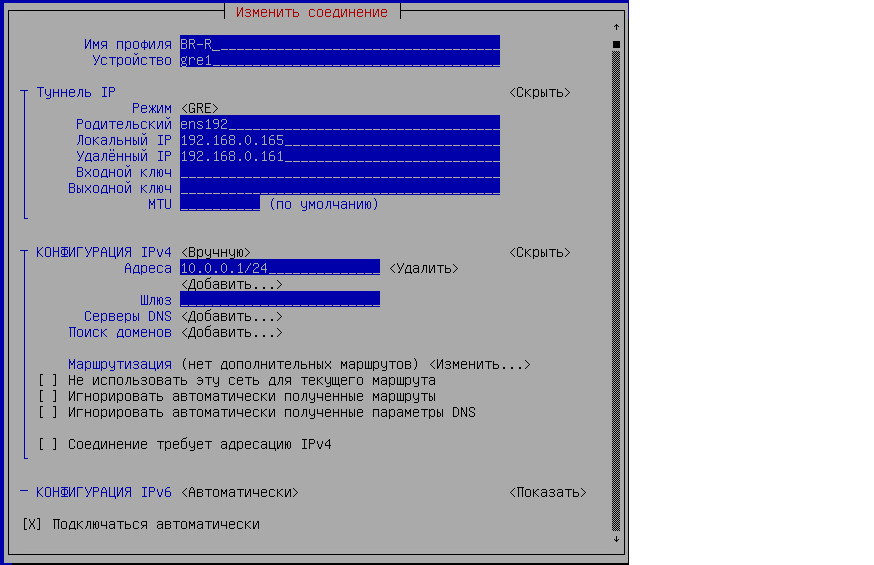 Изменить соединение
Имя профиля BR-R
Устройство gre1
Туннель IP <Скрыть>
Режим <GRE>
Родительский ens192
Локальный IP 192.168.0.165
Удалённый IP 192.168.0.161
Входной ключ
Выходной ключ
MTU (по умолчанию)
КОНФИГУРАЦИЯ IPv4 <Вручную> <Скрыть>
Адреса 10.0.0.1/24 <Удалить>
<Добавить...>
Шлюз
Серверы DNS <Добавить...>
Поиск доменов <Добавить...>
Маршрутизация (нет дополнительных маршрутов) <Изменить...>
[ ] Не использовать эту сеть для текущего маршрута
[ ] Игнорировать автоматически полученные маршруты
[ ] Игнорировать автоматически полученные параметры DNS
[ ] Соединение требует адресацию IPv4
КОНФИГУРАЦИЯ IPv6 <Автоматически> <Показать>
[X] Подключаться автоматически